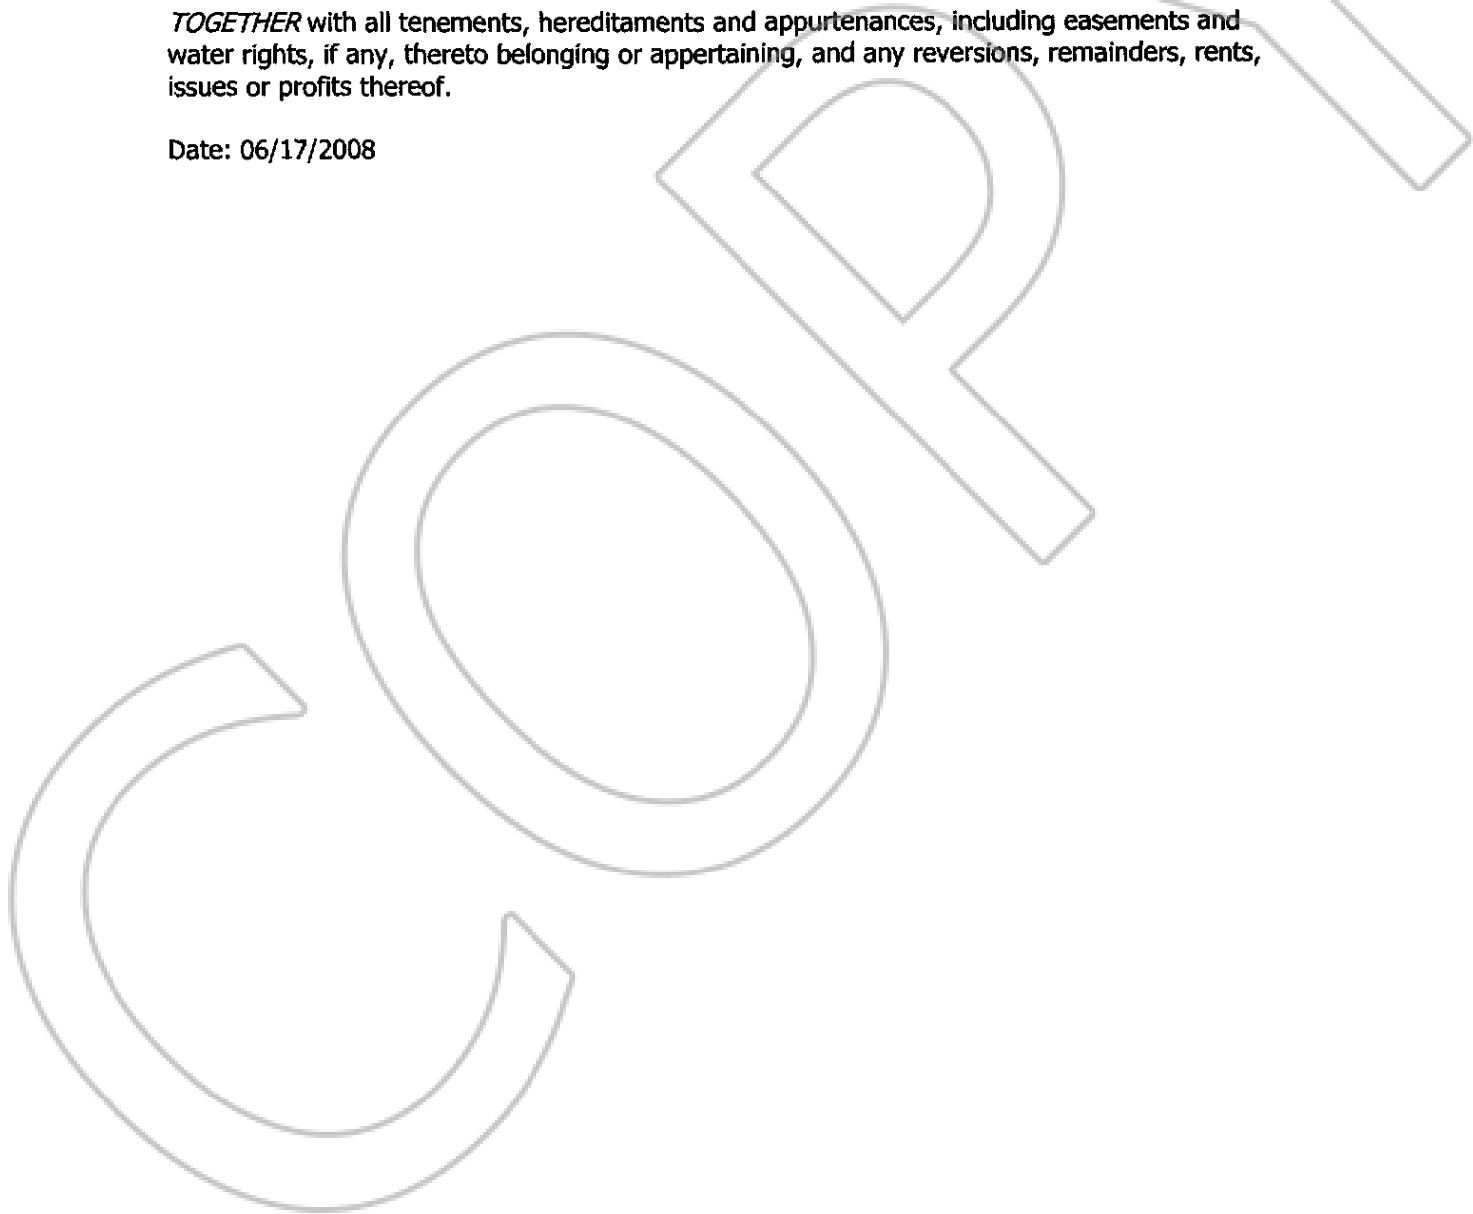 TOGETHER with all tenements, hereditaments and appurtenances, including easements and
water rights, if any, thereto belonging or appertaining, and any reversions, remainders, rents,
issues or profits thereof.
Date: 06/17/2008
COPY